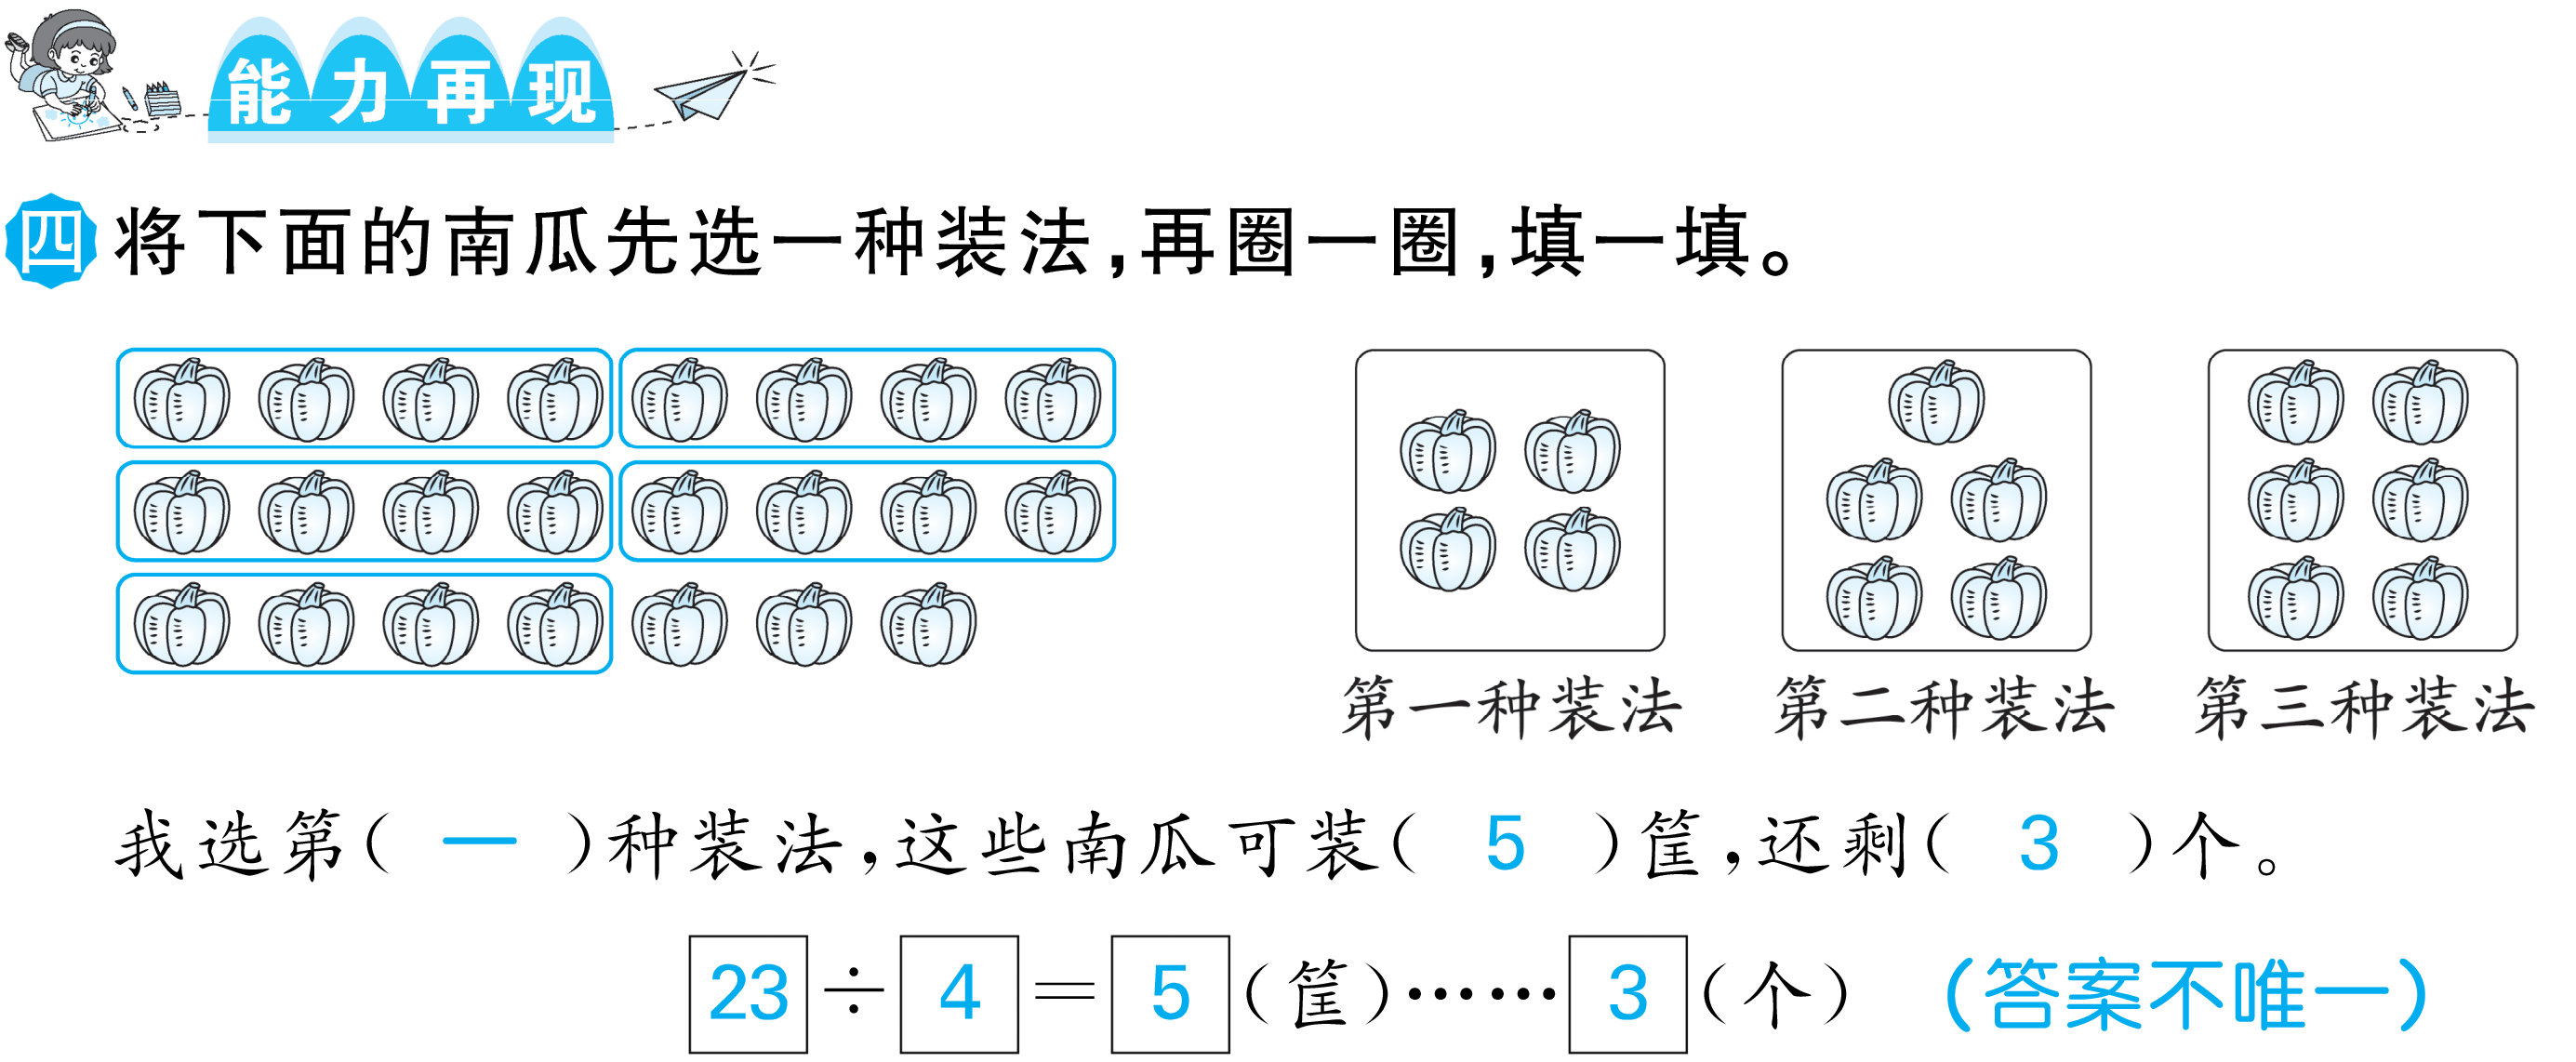 能力再现
四 将下面的南瓜先选一种装法,再圈一圈,填一填。
第一种装法 第二种装法 第三种装法
我选第( 一 )种装法,这些南瓜可装( 5 )筐,还剩( 3 )个。
23÷4=5(筐)……3(个) (答案不唯一)